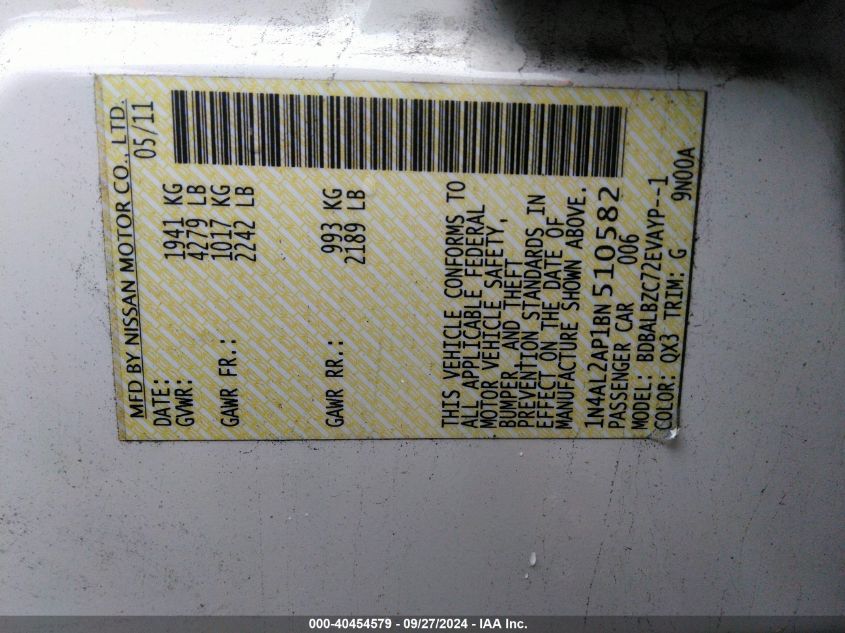 MFD BY NISSAN MOTOR CO., LTD.
DATE: 05/11
GVWR: 1941 KG
4279 LB
GAWR FR.: 1017 KG
2242 LB
GAWR RR.: 993 KG
2189 LB
THIS VEHICLE CONFORMS TO
ALL APPLICABLE FEDERAL
MOTOR VEHICLE SAFETY,
BUMPER, AND THEFT
PREVENTION STANDARDS IN
EFFECT ON THE DATE OF
MANUFACTURE SHOWN ABOVE.
1N4AL2AP1BN510582
PASSENGER CAR 006
MODEL: BDBALBZC72EVAYP--1
COLOR: QX3 TRIM: G 9N00A
000-40454579 - 09/27/2024 - IAA Inc.